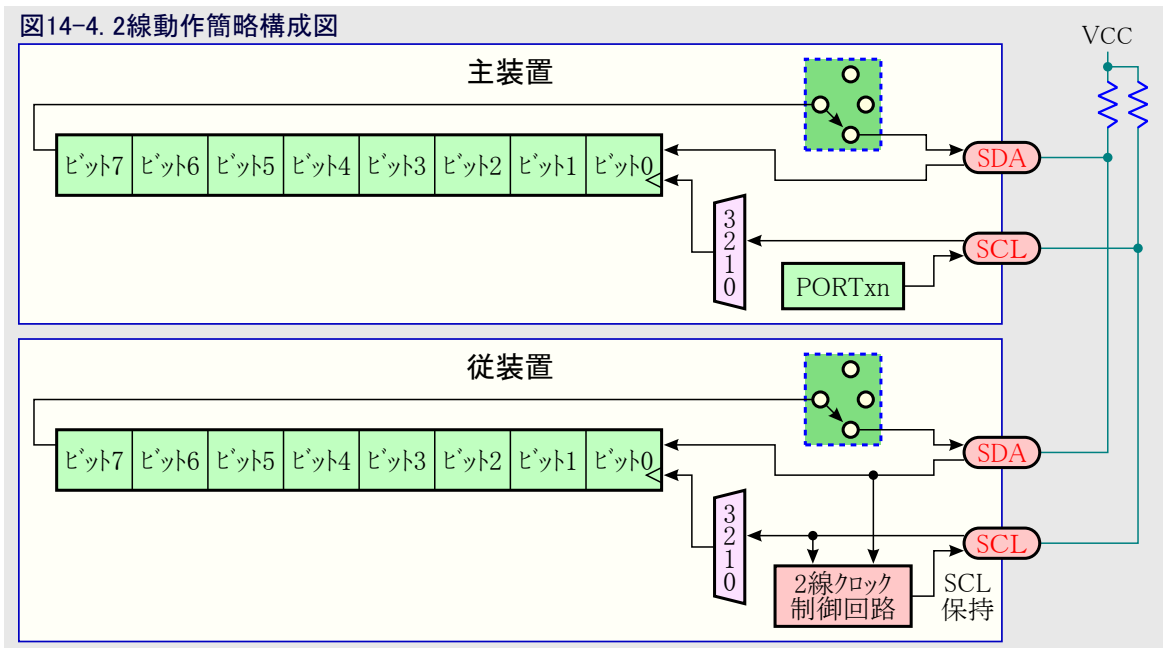 図14-4. 2線動作簡略構成図
VCC
主装置
ﾋﾞｯﾄ7 ﾋﾞｯﾄ6 ﾋﾞｯﾄ5 ﾋﾞｯﾄ4 ﾋﾞｯﾄ3 ﾋﾞｯﾄ2 ﾋﾞｯﾄ1 ﾋﾞｯﾄ0
SDA
3
2
1
0
SCL
PORTxn
従装置
ﾋﾞｯﾄ7 ﾋﾞｯﾄ6 ﾋﾞｯﾄ5 ﾋﾞｯﾄ4 ﾋﾞｯﾄ3 ﾋﾞｯﾄ2 ﾋﾞｯﾄ1 ﾋﾞｯﾄ0
SDA
3
2
1
0
SCL
2線ｸﾛｯｸ
制御回路
SCL
保持